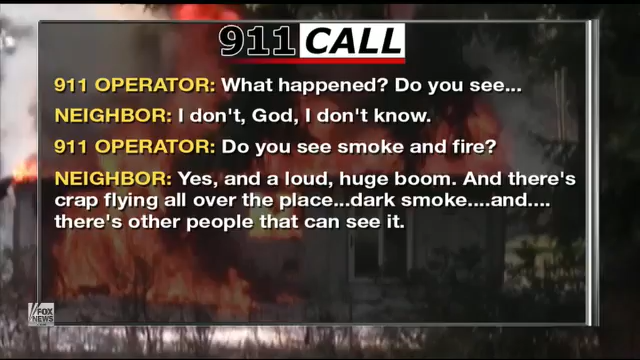 911 CALL
911 OPERATOR: What happened? Do you see...
NEIGHBOR: I don't, God, I don't know.
911 OPERATOR: Do you see smoke and fire?
NEIGHBOR: Yes, and a loud, huge boom. And there's
crap flying all over the place...dark smoke....and....
there's other people that can see it.
FOX
NEWS